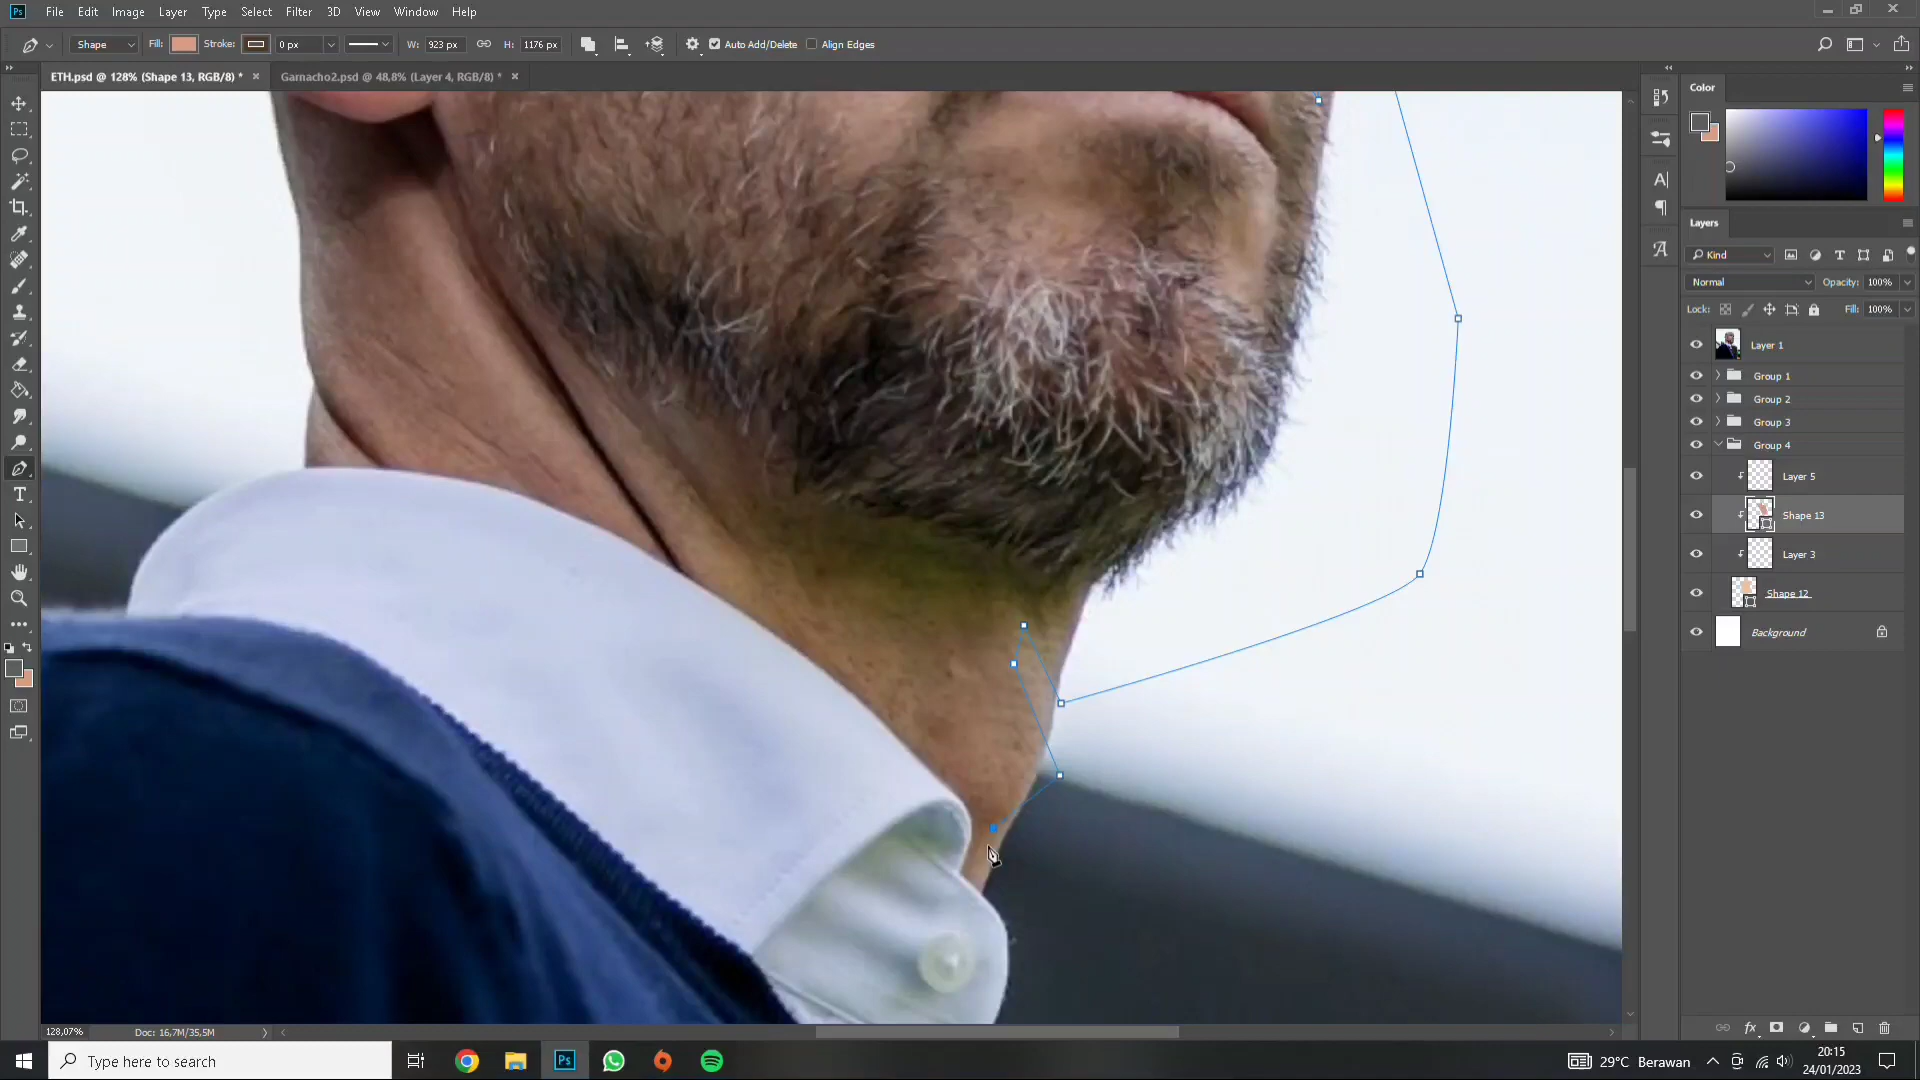 Ps File Edit Image Layer Type Select Filter 3D View Window Help
Shape Fill: Stroke: 0 px W: 923 px H: 1176 px Auto Add/Delete Align Edges
ETH.psd @ 128% (Shape 13, RGB/8) * Garnacho2.psd @ 48,8% (Layer 4, RGB/8) *
Color
Layers
Kind
Normal Opacity: 100%
Lock: Fill: 100%
Layer 1
Group 1
Group 2
Group 3
Group 4
Layer 5
Shape 13
Layer 3
Shape 12
Background
128,07% Doc: 16,7M/35,5M
Type here to search
Ps
29°C Berawan
20:15
24/01/2023